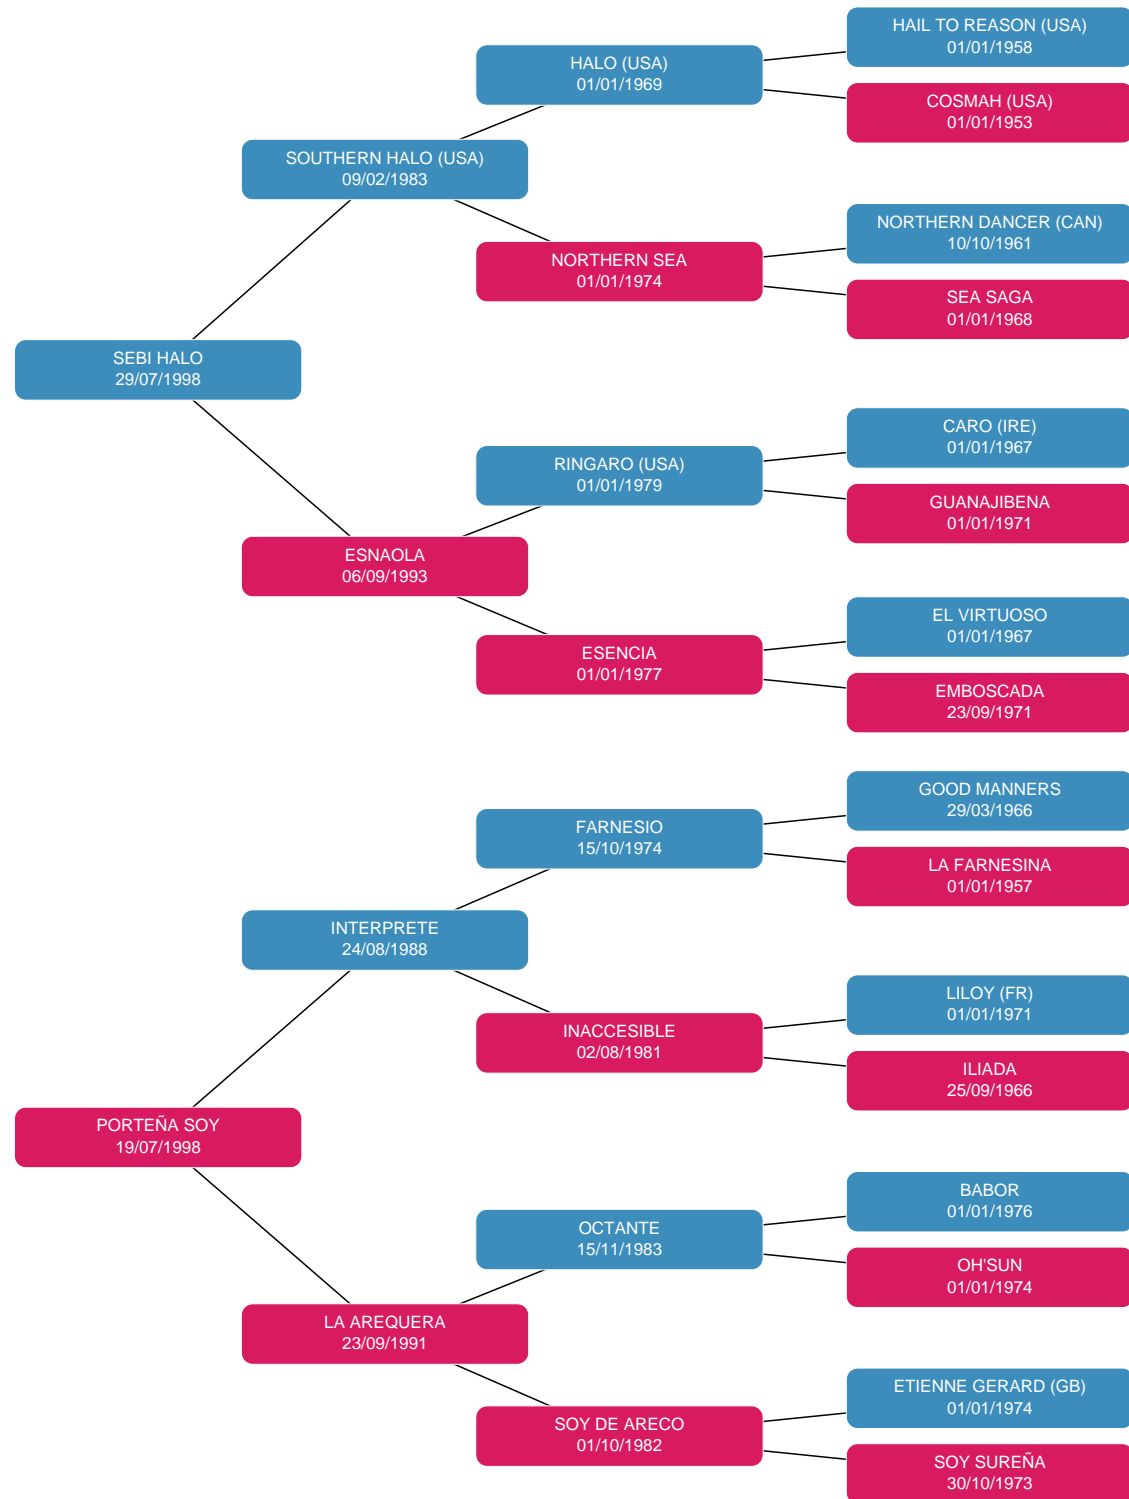 HAIL TO REASON (USA)
01/01/1958
HALO (USA)
01/01/1969
COSMAH (USA)
01/01/1953
SOUTHERN HALO (USA)
09/02/1983
NORTHERN DANCER (CAN)
10/10/1961
NORTHERN SEA
01/01/1974
SEA SAGA
01/01/1968
SEBI HALO
29/07/1998
CARO (IRE)
01/01/1967
RINGARO (USA)
01/01/1979
GUANAJIBENA
01/01/1971
ESNAOLA
06/09/1993
EL VIRTUOSO
01/01/1967
ESENCIA
01/01/1977
EMBOSCADA
23/09/1971
GOOD MANNERS
29/03/1966
FARNESIO
15/10/1974
LA FARNESINA
01/01/1957
INTERPRETE
24/08/1988
LILOY (FR)
01/01/1971
INACCESIBLE
02/08/1981
ILIADA
25/09/1966
PORTEÑA SOY
19/07/1998
BABOR
01/01/1976
OCTANTE
15/11/1983
OH'SUN
01/01/1974
LA AREQUERA
23/09/1991
ETIENNE GERARD (GB)
01/01/1974
SOY DE ARECO
01/10/1982
SOY SUREÑA
30/10/1973